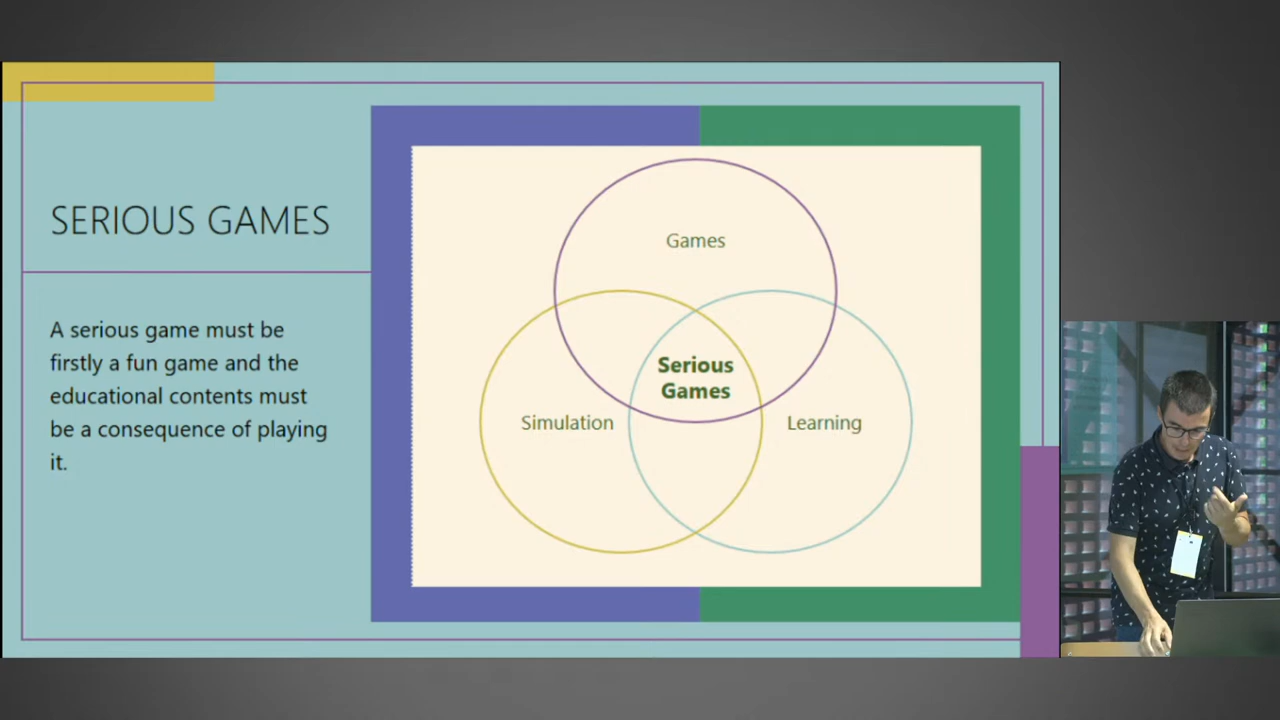 SERIOUS GAMES
A serious game must be
firstly a fun game and the
educational contents must
be a consequence of playing
it.
Games
Serious
Games
Simulation
Learning